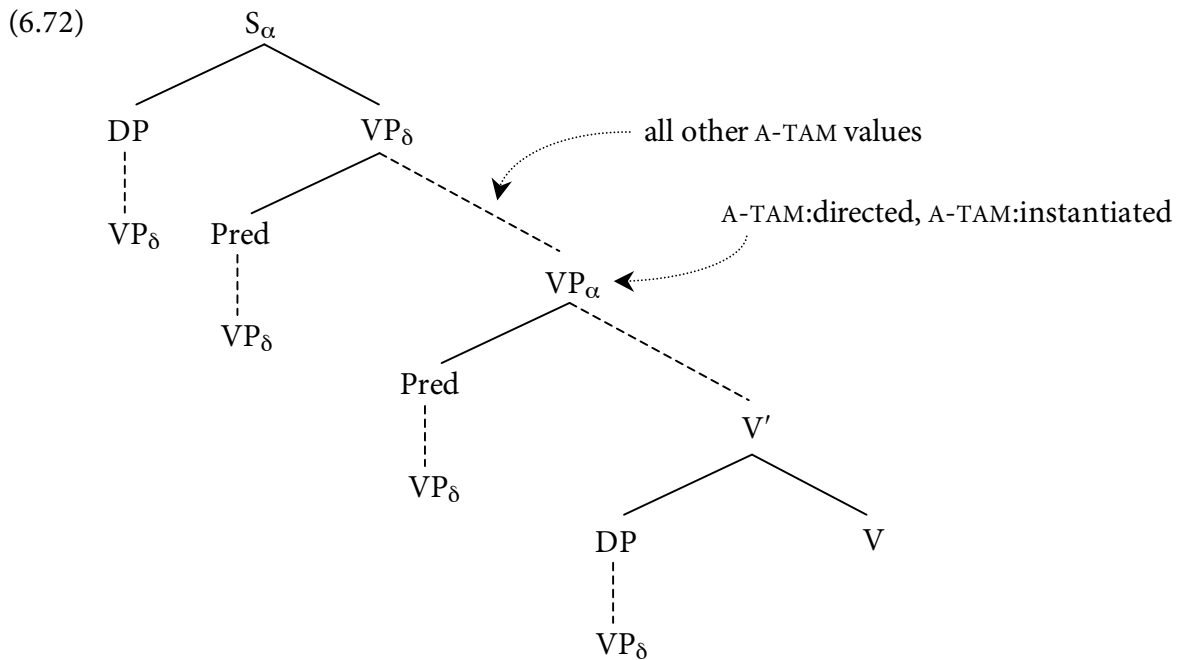 (6.72)
Sα
DP VPδ
all other A-TAM values
VPδ Pred
A-TAM:directed, A-TAM:instantiated
VPα
VPδ
Pred
V′
VPδ
DP V
VPδ